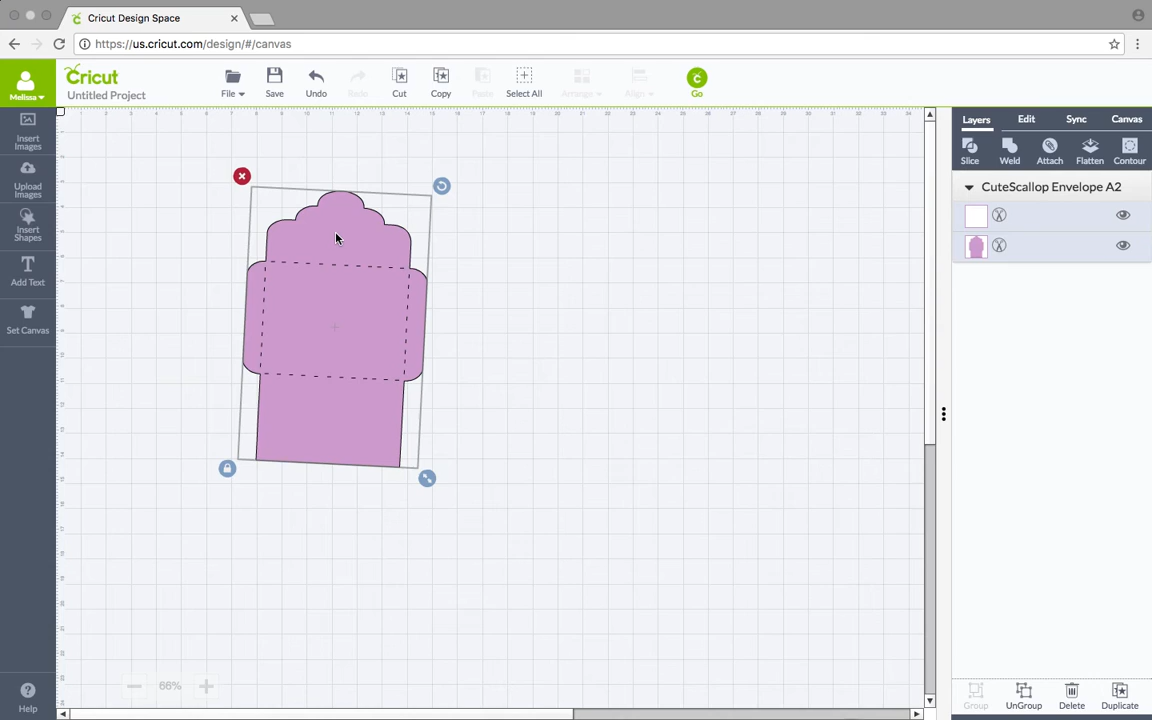 Cricut Design Space
https://us.cricut.com/design/#/canvas
Melissa
Cricut
Untitled Project
File
Save
Undo
Redo
Cut
Copy
Paste
Select All
Arrange
Align
Go
Insert Images
Upload Images
Insert Shapes
Add Text
Set Canvas
Help
66%
Layers
Edit
Sync
Canvas
Slice
Weld
Attach
Flatten
Contour
CuteScallop Envelope A2
Group
UnGroup
Delete
Duplicate